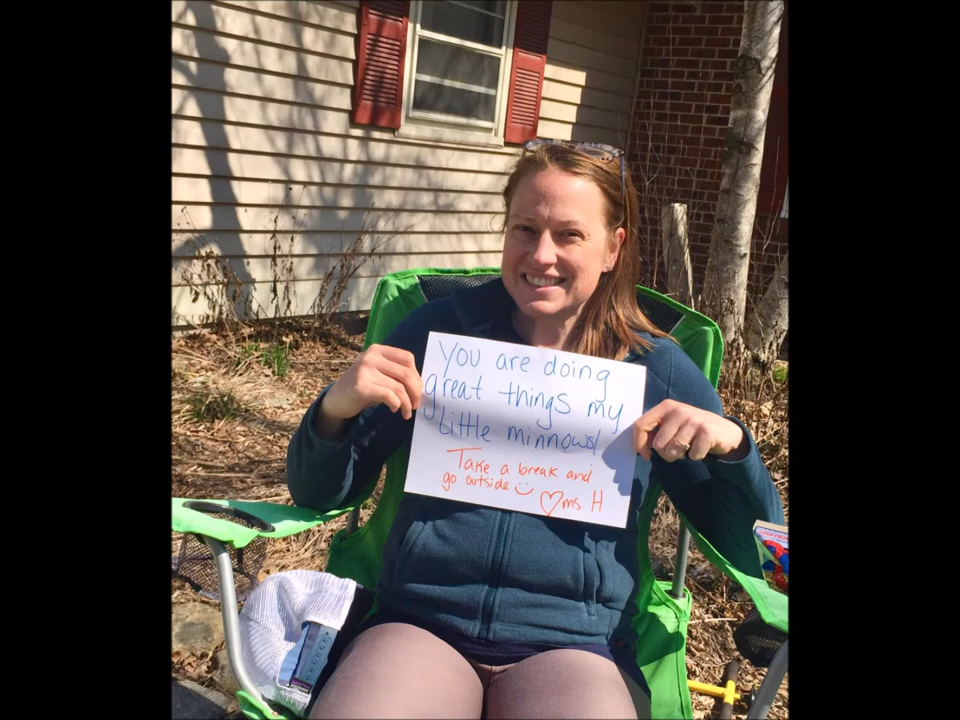 You are doing
great things my
little minnows!
Take a break and
go outside :)
♡ms. H